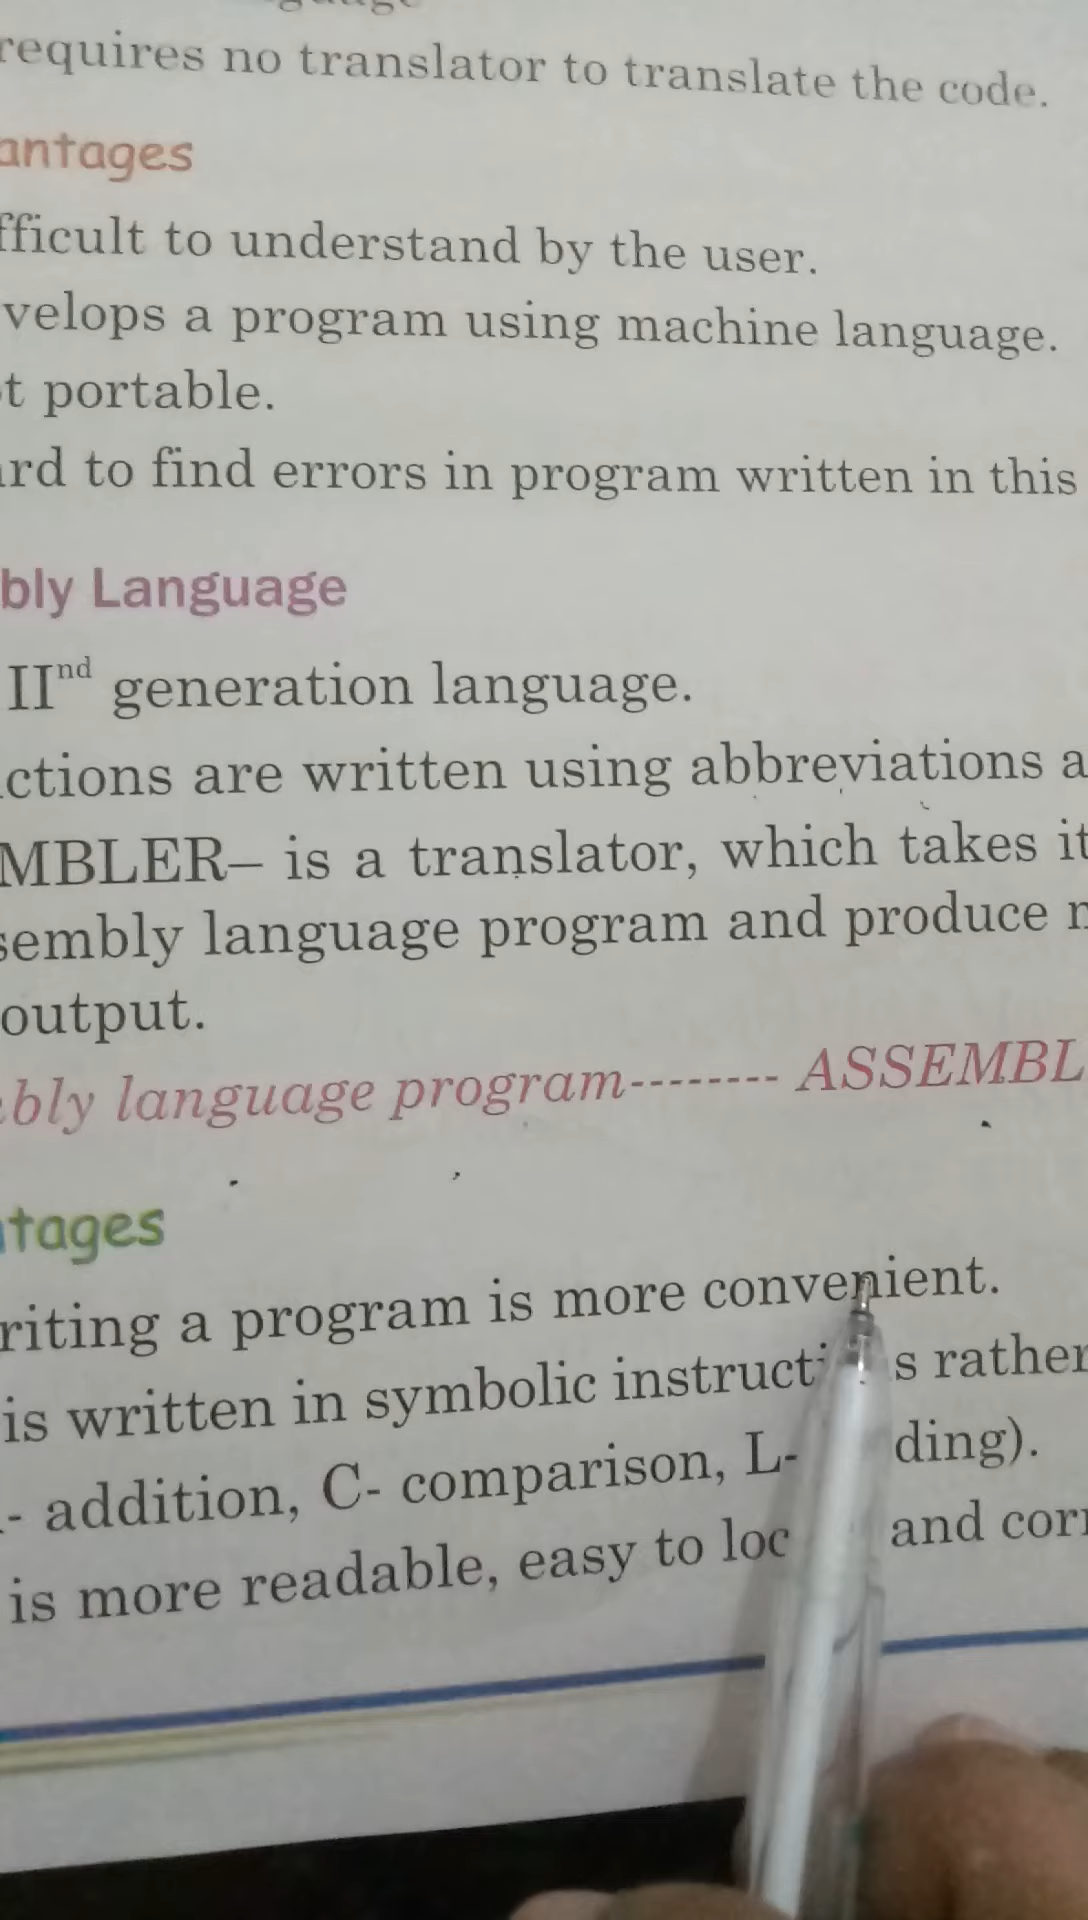 requires no translator to translate the code.
antages
fficult to understand by the user.
velops a program using machine language.
t portable.
rd to find errors in program written in this
bly Language
IInd generation language.
ctions are written using abbreviations a
MBLER– is a translator, which takes it
sembly language program and produce
output.
bly language program-------- ASSEMBL
tages
riting a program is more convenient.
is written in symbolic instructi s rather
- addition, C- comparison, L- ding).
is more readable, easy to loc and corr